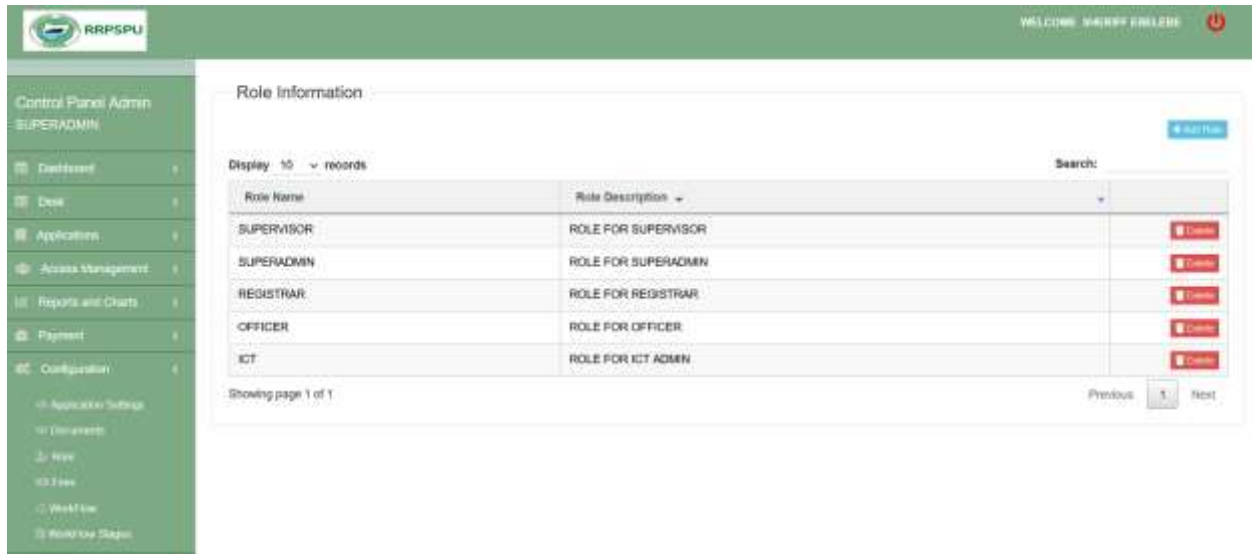 RRPSPU
WELCOME SHERIFF EBELEBE
Control Panel Admin
SUPERADMIN
Dashboard
Desk
Applications
Access Management
Reports and Charts
Payment
Configuration
Application Settings
Documents
Role
Fees
WorkFlow
WorkFlow Stages
Role Information
Add Role
Display 10 records
Search:
Role Name Role Description
SUPERVISOR ROLE FOR SUPERVISOR Delete
SUPERADMIN ROLE FOR SUPERADMIN Delete
REGISTRAR ROLE FOR REGISTRAR Delete
OFFICER ROLE FOR OFFICER Delete
ICT ROLE FOR ICT ADMIN Delete
Showing page 1 of 1
Previous 1 Next